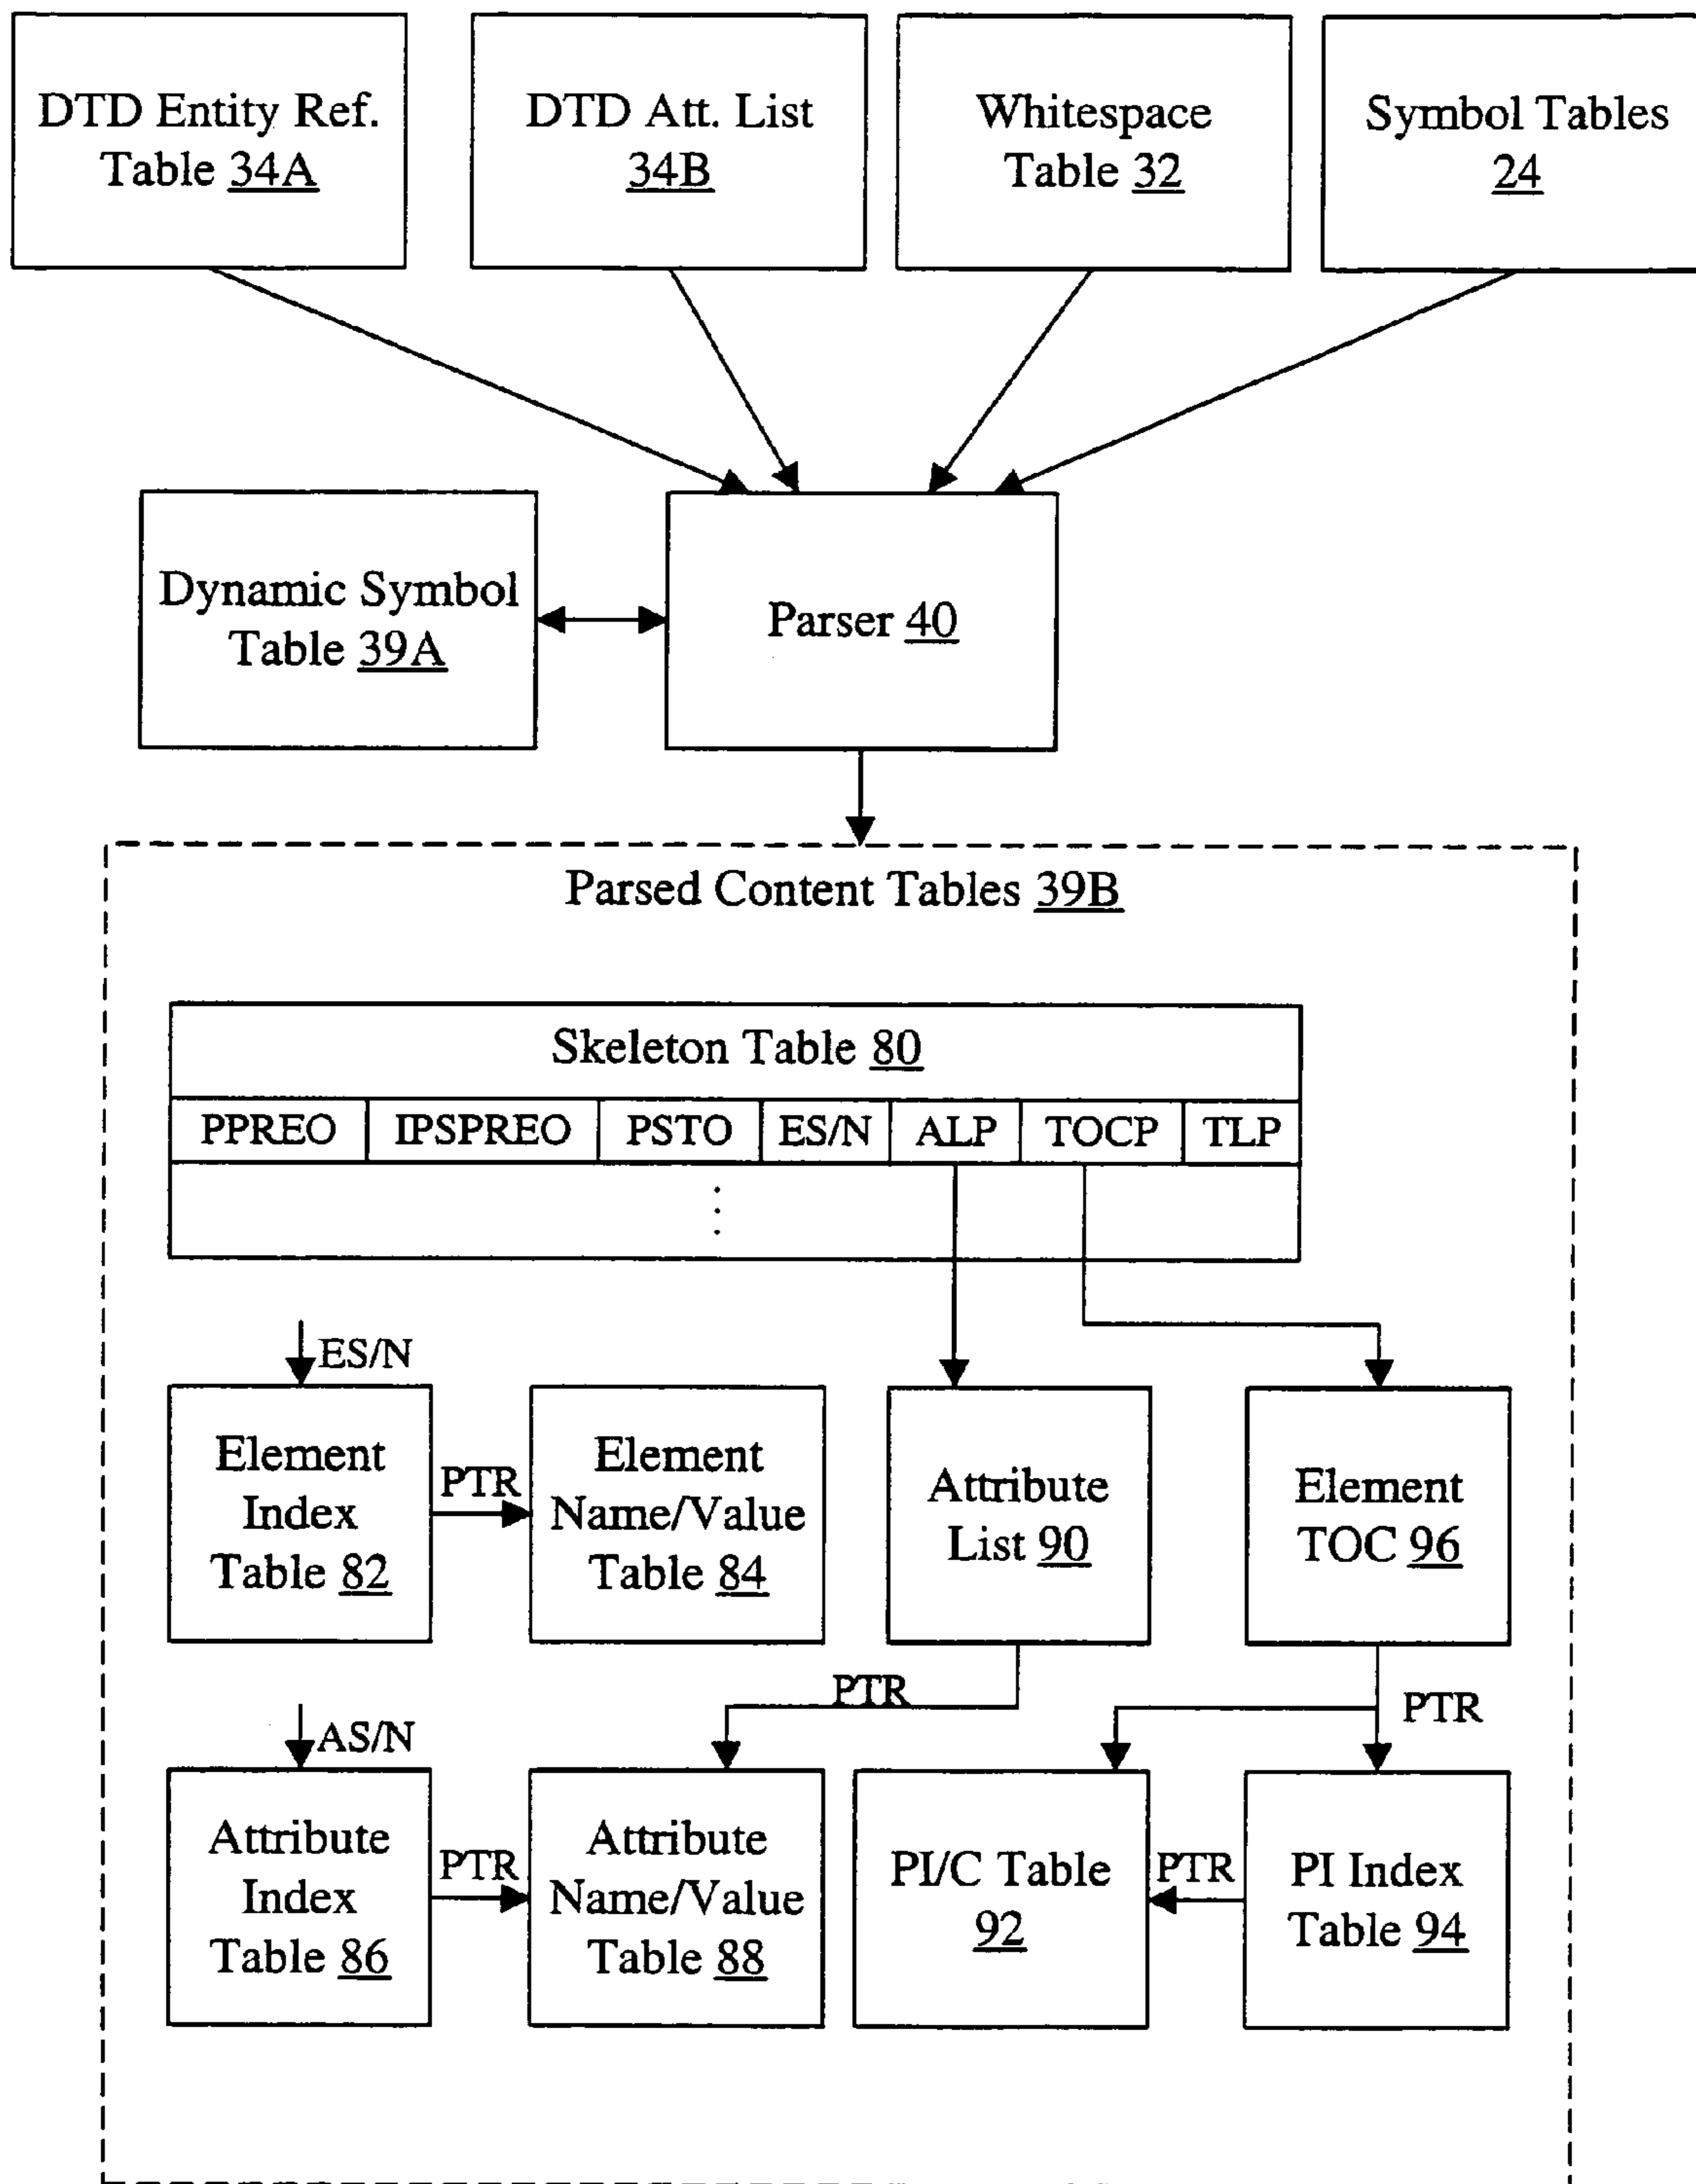 DTD Entity Ref.
Table 34A
DTD Att. List
34B
Whitespace
Table 32
Symbol Tables
24
Dynamic Symbol
Table 39A
Parser 40
Parsed Content Tables 39B
Skeleton Table 80
PPREO IPSPREO PSTO ES/N ALP TOCP TLP
ES/N
Element
Index
Table 82
PTR
Element
Name/Value
Table 84
Attribute
List 90
Element
TOC 96
PTR
PTR
AS/N
Attribute
Index
Table 86
PTR
Attribute
Name/Value
Table 88
PI/C Table
92
PTR
PI Index
Table 94